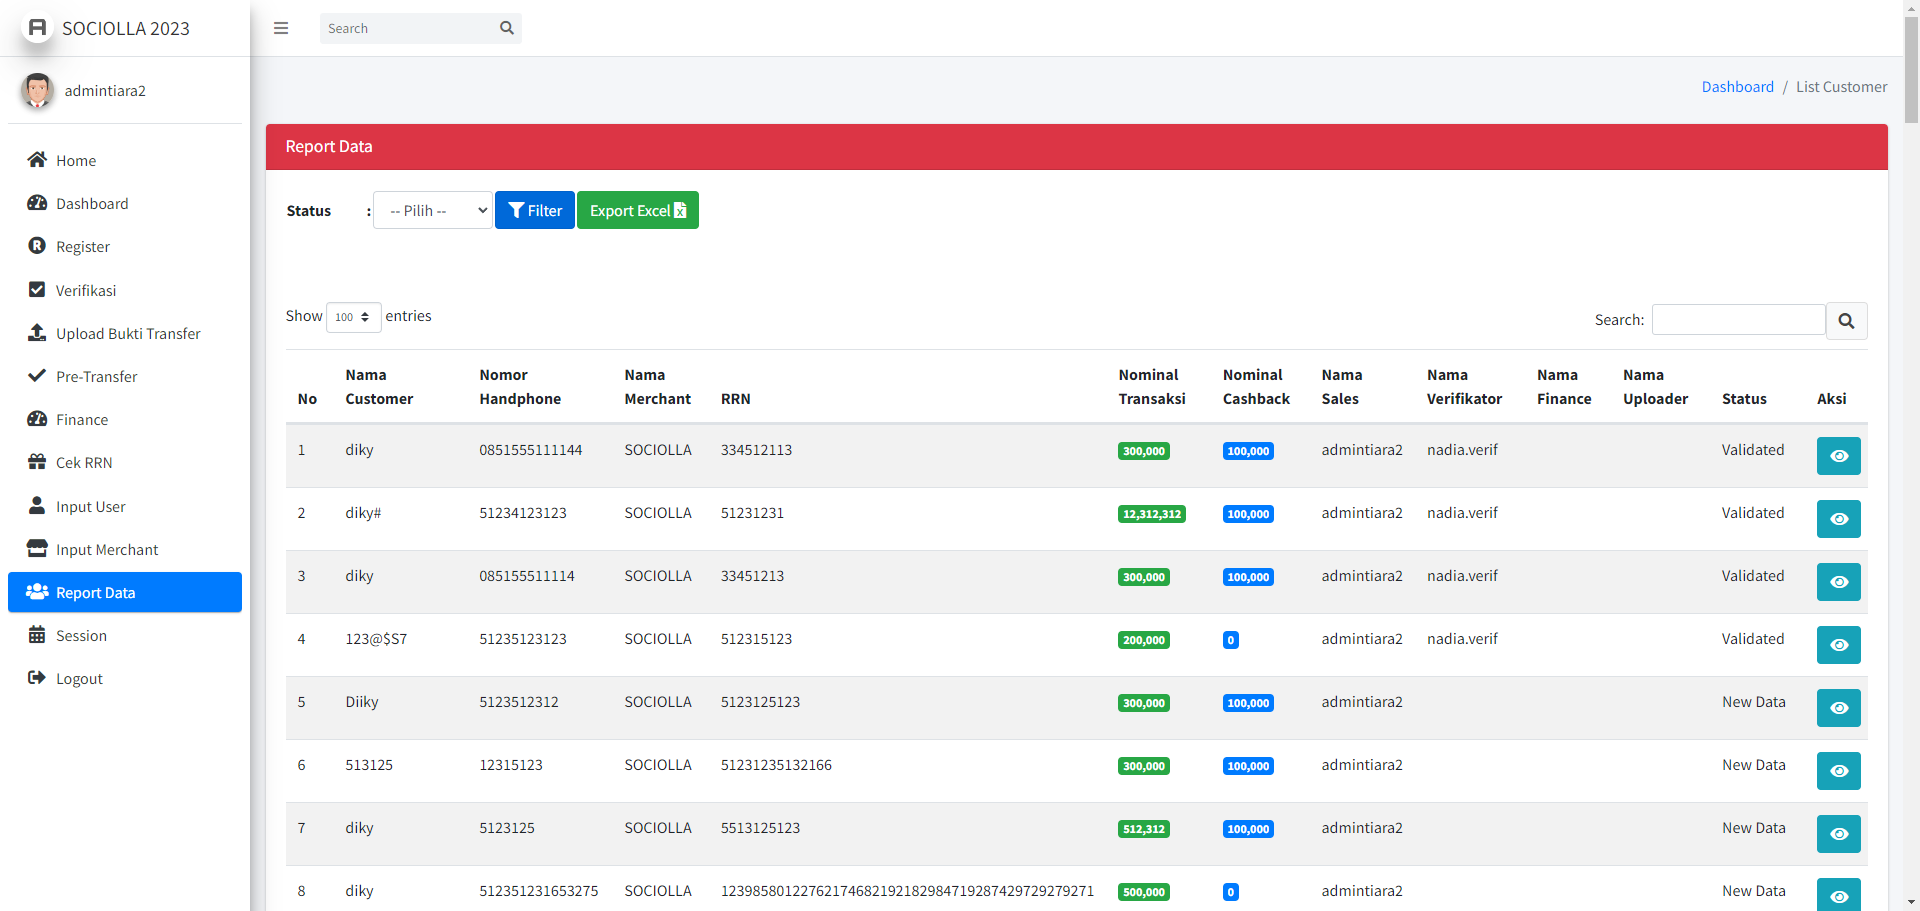 SOCIOLLA 2023
Search
admintiara2
Dashboard / List Customer
Home
Dashboard
Register
Verifikasi
Upload Bukti Transfer
Pre-Transfer
Finance
Cek RRN
Input User
Input Merchant
Report Data
Session
Logout
Report Data
Status : -- Pilih -- Filter Export Excel
Show 100 entries
Search:
No Nama Customer Nomor Handphone Nama Merchant RRN Nominal Transaksi Nominal Cashback Nama Sales Nama Verifikator Nama Finance Nama Uploader Status Aksi
1 diky 0851555111144 SOCIOLLA 334512113 300,000 100,000 admintiara2 nadia.verif Validated
2 diky# 51234123123 SOCIOLLA 51231231 12,312,312 100,000 admintiara2 nadia.verif Validated
3 diky 085155511114 SOCIOLLA 33451213 300,000 100,000 admintiara2 nadia.verif Validated
4 123@$S7 51235123123 SOCIOLLA 512315123 200,000 0 admintiara2 nadia.verif Validated
5 Diiky 5123512312 SOCIOLLA 5123125123 300,000 100,000 admintiara2 New Data
6 513125 12315123 SOCIOLLA 51231235132166 300,000 100,000 admintiara2 New Data
7 diky 5123125 SOCIOLLA 5513125123 512,312 100,000 admintiara2 New Data
8 diky 512351231653275 SOCIOLLA 1239858012276217468219218298471928742972927​9271 500,000 0 admintiara2 New Data